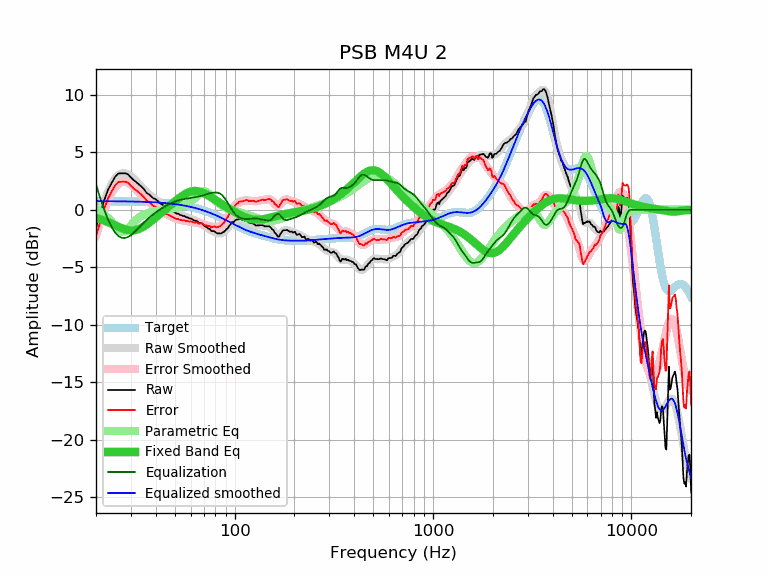 PSB M4U 2
10
5
0
−5
−10
−15
−20
−25
Amplitude (dBr)
Target
Raw Smoothed
Error Smoothed
Raw
Error
Parametric Eq
Fixed Band Eq
Equalization
Equalized smoothed
100 1000 10000
Frequency (Hz)